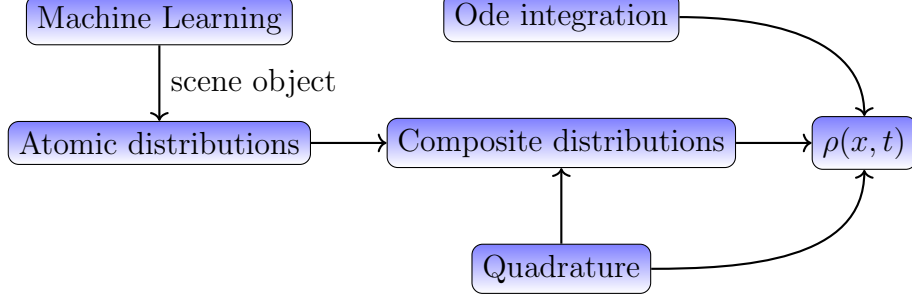 Machine Learning
Ode integration
scene object
Atomic distributions
Composite distributions
ρ(x, t)
Quadrature